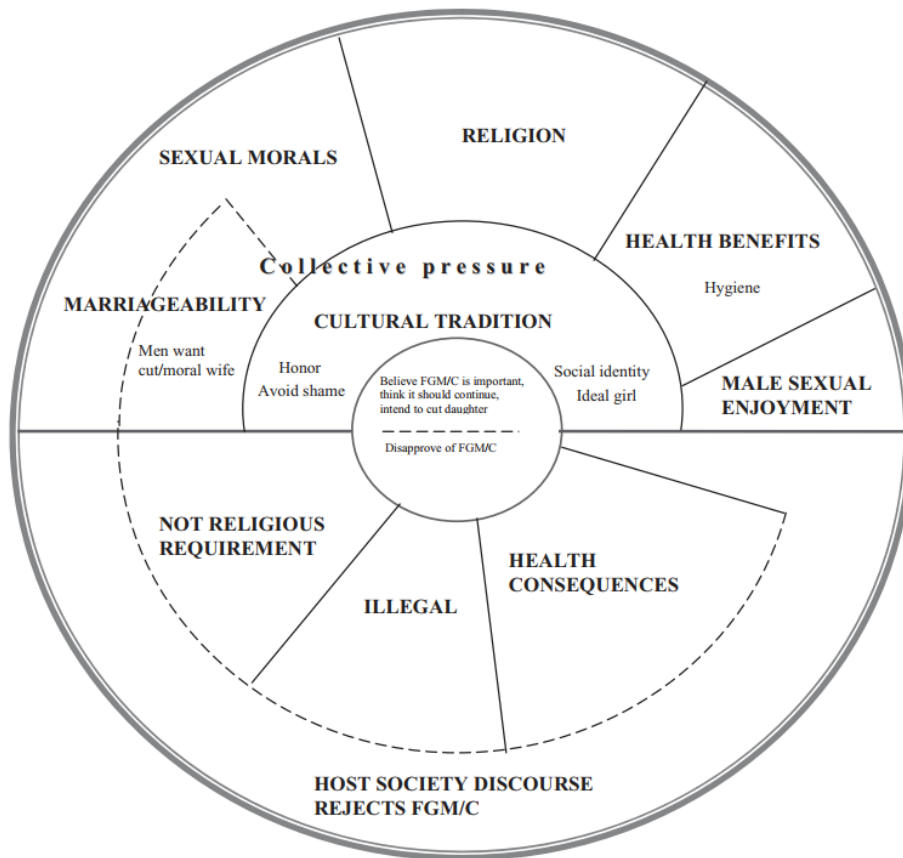 RELIGION
SEXUAL MORALS
HEALTH BENEFITS
Hygiene
Collective pressure
MARRIAGEABILITY
Men want
cut/moral wife
CULTURAL TRADITION
Honor
Avoid shame
Social identity
Ideal girl
MALE SEXUAL
ENJOYMENT
Believe FGM/C is important,
think it should continue,
intend to cut daughter
Disapprove of FGM/C
NOT RELIGIOUS
REQUIREMENT
ILLEGAL
HEALTH
CONSEQUENCES
HOST SOCIETY DISCOURSE
REJECTS FGM/C